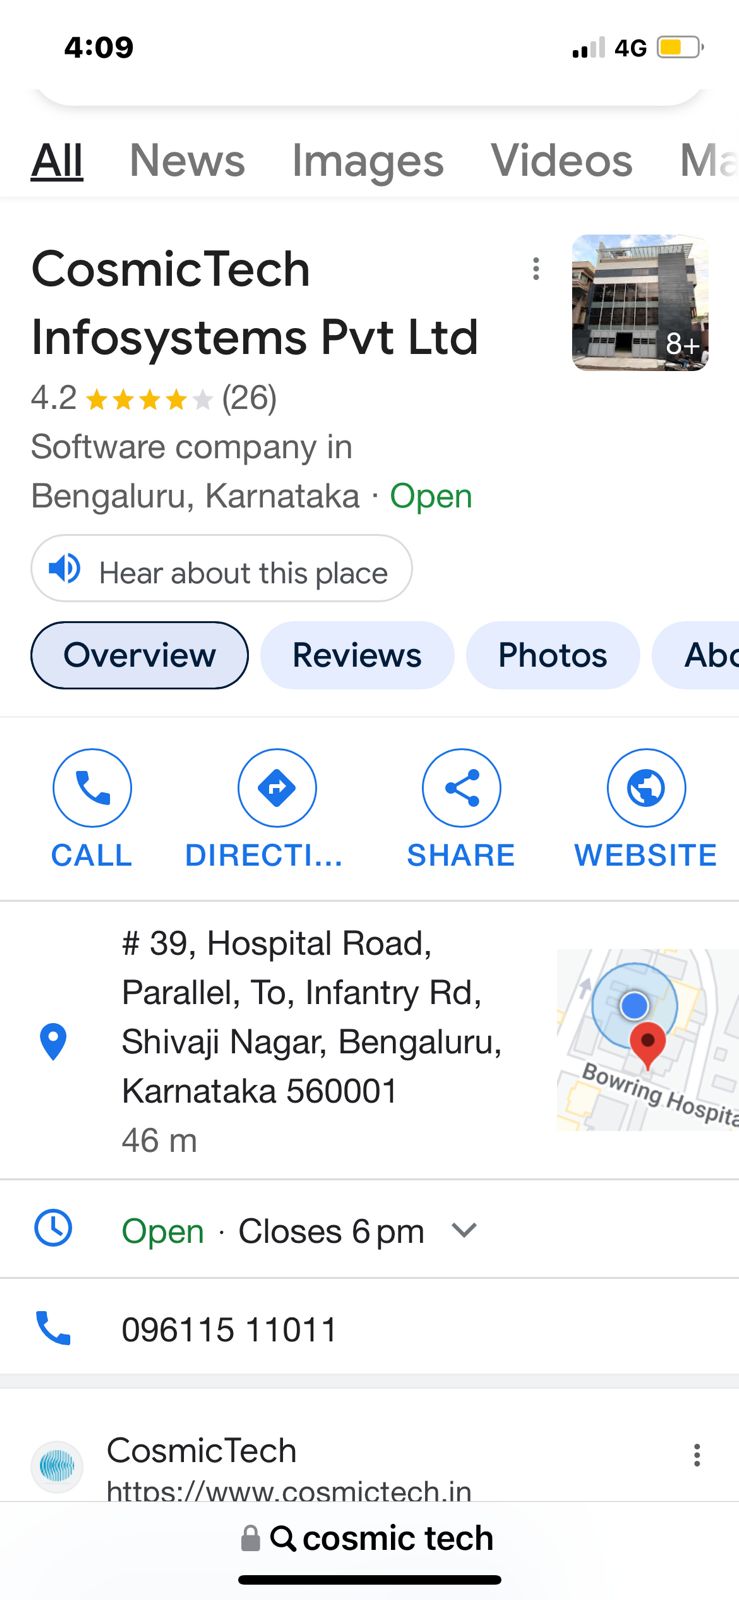 4:09
4G
All News Images Videos Ma
CosmicTech
Infosystems Pvt Ltd
8+
4.2 (26)
Software company in
Bengaluru, Karnataka · Open
Hear about this place
Overview Reviews Photos Abo
CALL DIRECTI... SHARE WEBSITE
# 39, Hospital Road,
Parallel, To, Infantry Rd,
Shivaji Nagar, Bengaluru,
Karnataka 560001
46 m
Bowring Hospita
Open · Closes 6 pm
096115 11011
CosmicTech
https://www.cosmictech.in
cosmic tech